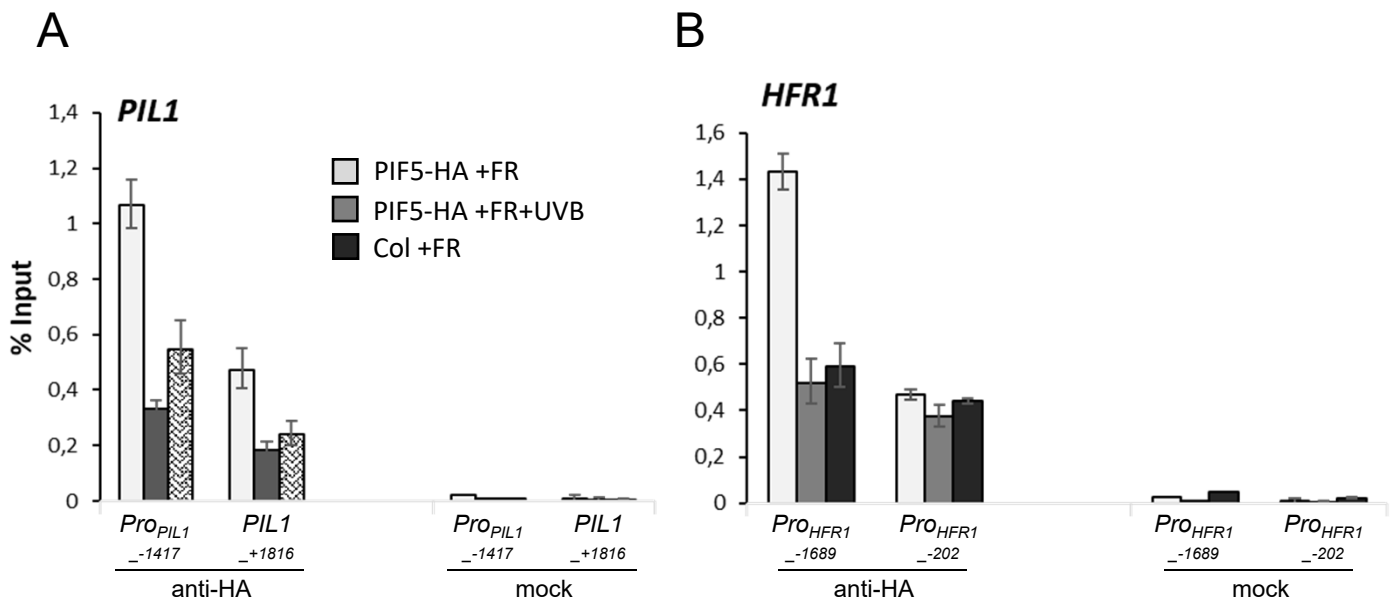 A
PIL1
1,4
1,2
1
0,8
0,6
0,4
0,2
0
% Input
PIF5-HA +FR
PIF5-HA +FR+UVB
Col +FR
ProPIL1 PIL1 ProPIL1 PIL1
_-1417 _+1816 _-1417 _+1816
anti-HA mock
B
HFR1
1,6
1,4
1,2
1
0,8
0,6
0,4
0,2
0
ProHFR1 ProHFR1 ProHFR1 ProHFR1
_-1689 _-202 _-1689 _-202
anti-HA mock